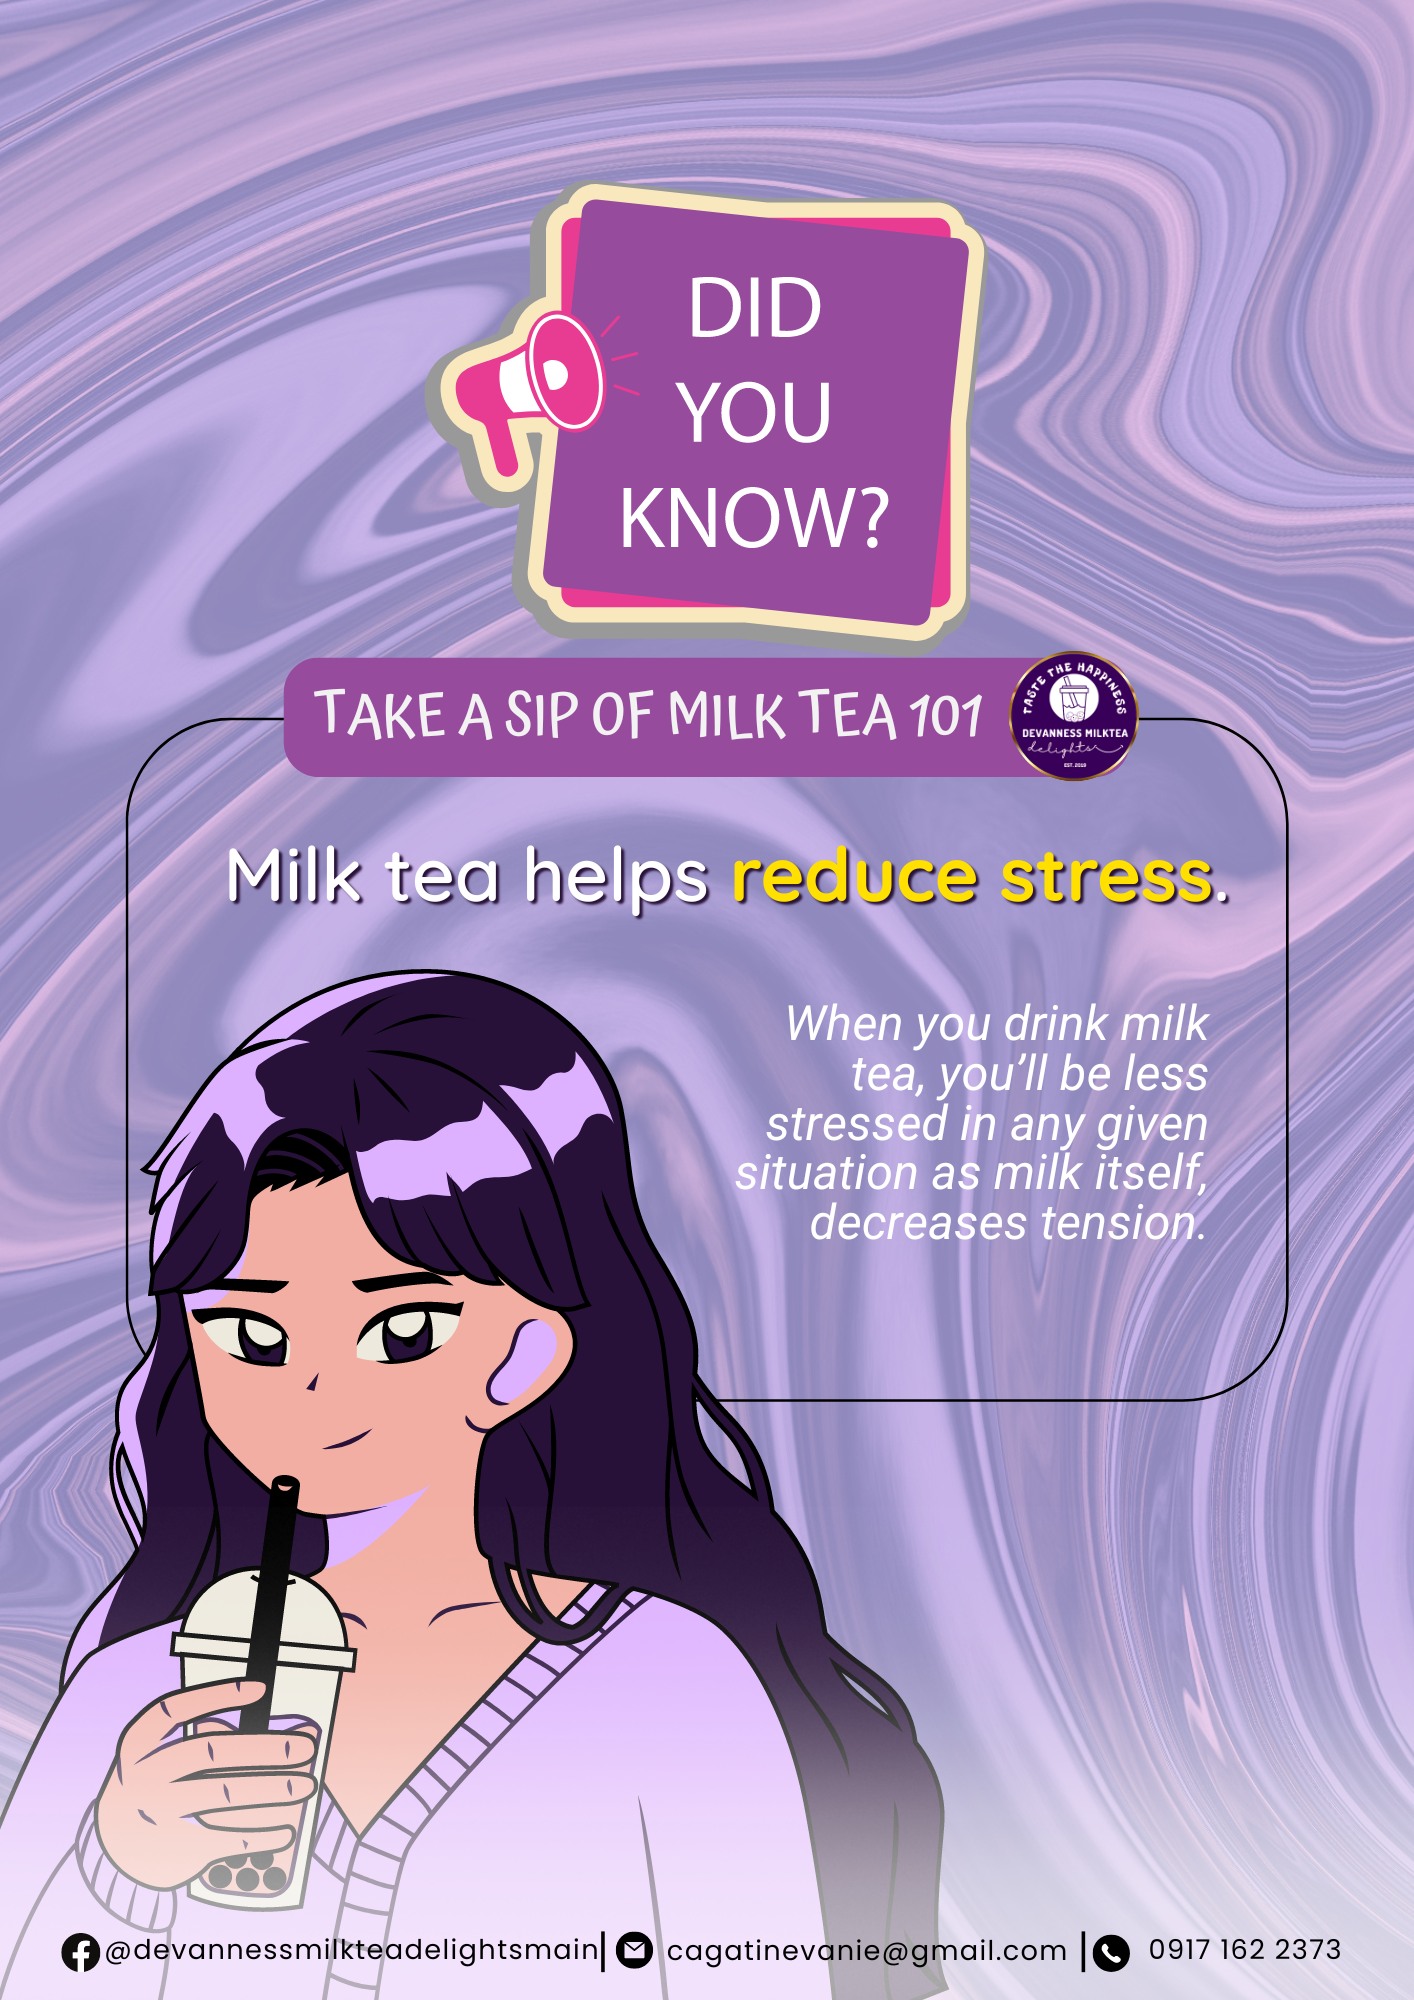 DID
YOU
KNOW?
TAKE A SIP OF MILK TEA 101
TASTE THE HAPPINESS
DEVANNESS MILKTEA
delights
EST. 2019
Milk tea helps reduce stress.
When you drink milk
tea, you’ll be less
stressed in any given
situation as milk itself,
decreases tension.
@devannessmilkteadelightsmain
cagatinevanie@gmail.com
0917 162 2373